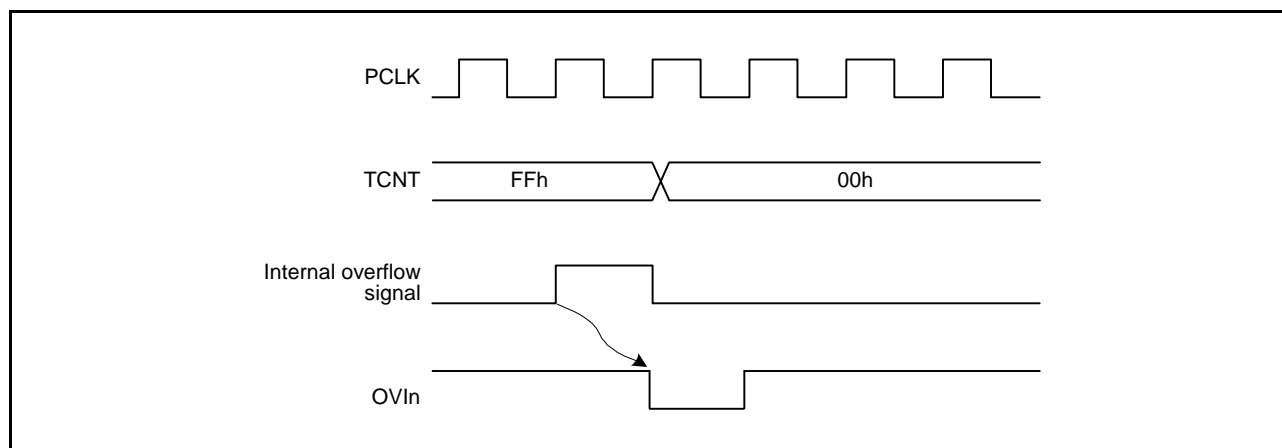 PCLK
TCNT
FFh
00h
Internal overflow
signal
OVIn